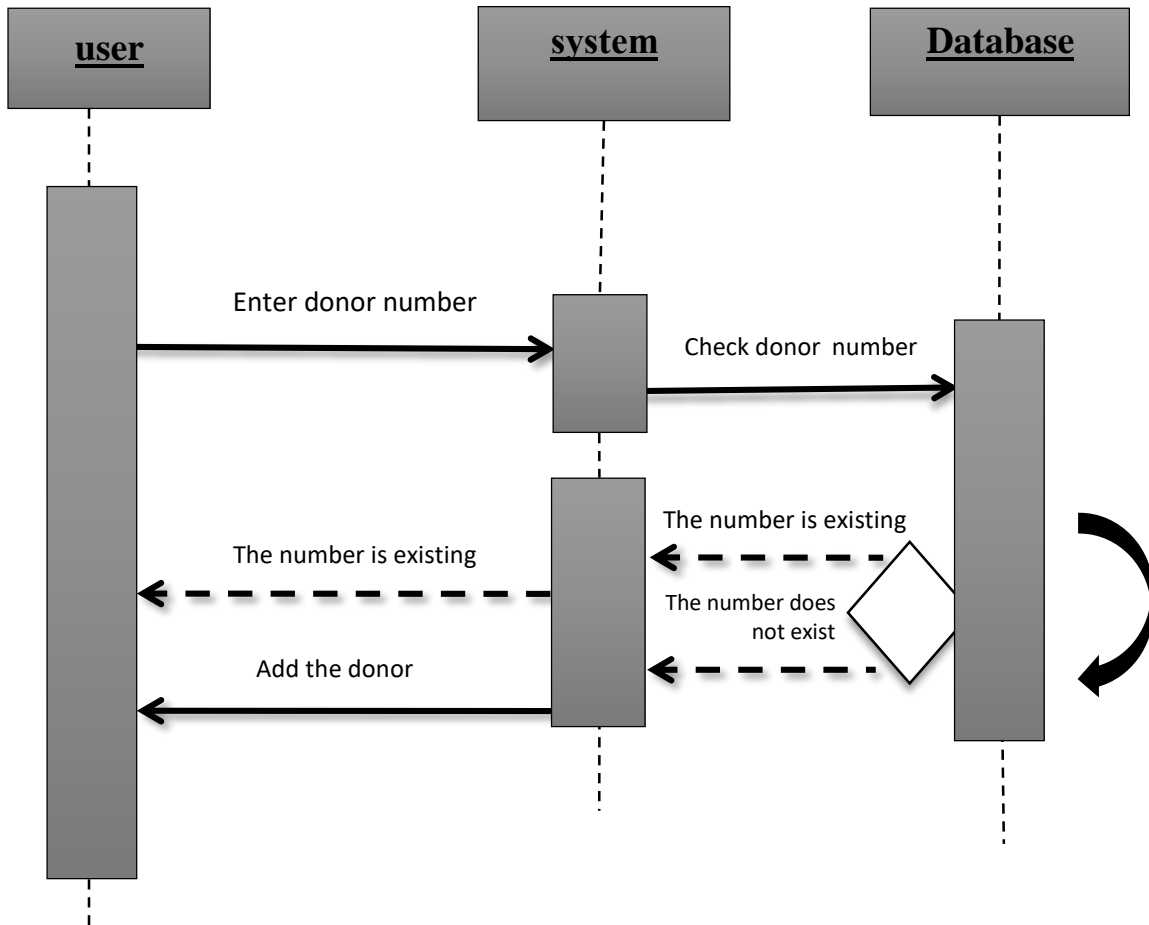 user
system
Database
Enter donor number
Check donor  number
The number is existing
The number is existing
The number does
not exist
Add the donor